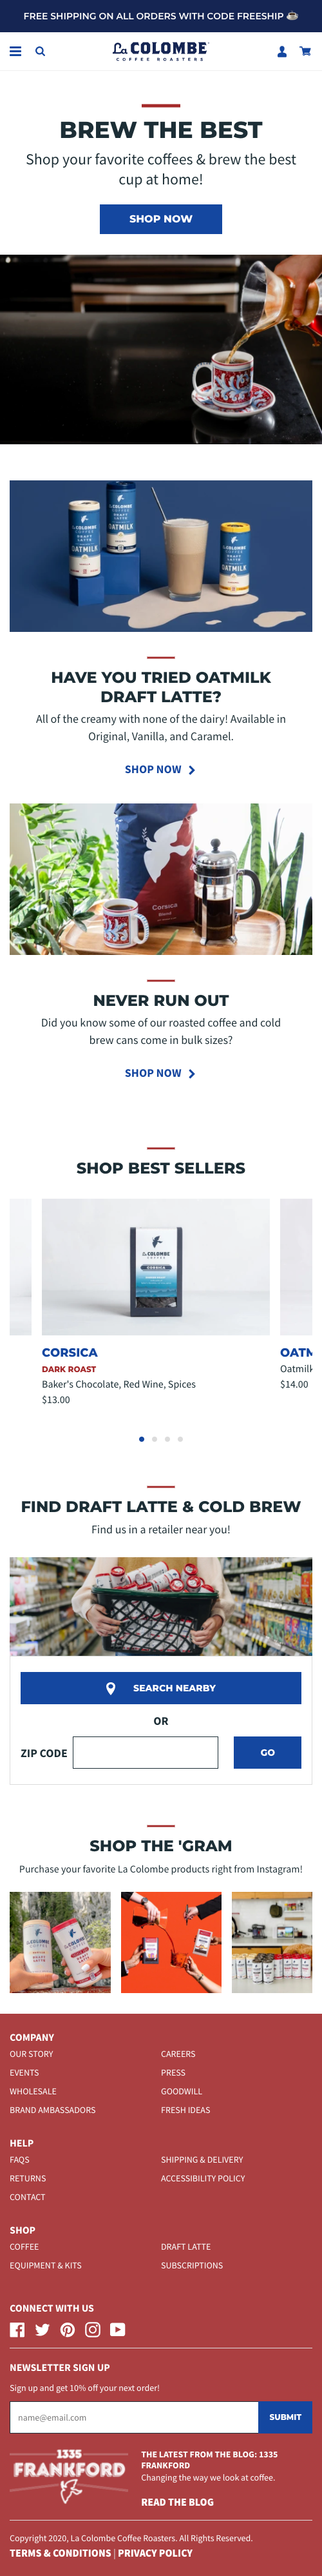 FREE SHIPPING ON ALL ORDERS WITH CODE FREESHIP ☕
La COLOMBE
COFFEE ROASTERS
BREW THE BEST
Shop your favorite coffees & brew the best
cup at home!
SHOP NOW
OATMILK
OATMILK
OATMILK
HAVE YOU TRIED OATMILK
DRAFT LATTE?
All of the creamy with none of the dairy! Available in
Original, Vanilla, and Caramel.
SHOP NOW
Corsica
Blend
NEVER RUN OUT
Did you know some of our roasted coffee and cold
brew cans come in bulk sizes?
SHOP NOW
SHOP BEST SELLERS
La COLOMBE
CORSICA
CORSICA
OATM
DARK ROAST
Oatmilk
Baker's Chocolate, Red Wine, Spices
$14.00
$13.00
FIND DRAFT LATTE & COLD BREW
Find us in a retailer near you!
SEARCH NEARBY
OR
ZIP CODE
GO
SHOP THE 'GRAM
Purchase your favorite La Colombe products right from Instagram!
COMPANY
OUR STORY
CAREERS
EVENTS
PRESS
WHOLESALE
GOODWILL
BRAND AMBASSADORS
FRESH IDEAS
HELP
FAQS
SHIPPING & DELIVERY
RETURNS
ACCESSIBILITY POLICY
CONTACT
SHOP
COFFEE
DRAFT LATTE
EQUIPMENT & KITS
SUBSCRIPTIONS
CONNECT WITH US
NEWSLETTER SIGN UP
Sign up and get 10% off your next order!
name@email.com
SUBMIT
1335
FRANKFORD
THE LATEST FROM THE BLOG: 1335
FRANKFORD
Changing the way we look at coffee.
READ THE BLOG
Copyright 2020, La Colombe Coffee Roasters. All Rights Reserved.
TERMS & CONDITIONS | PRIVACY POLICY